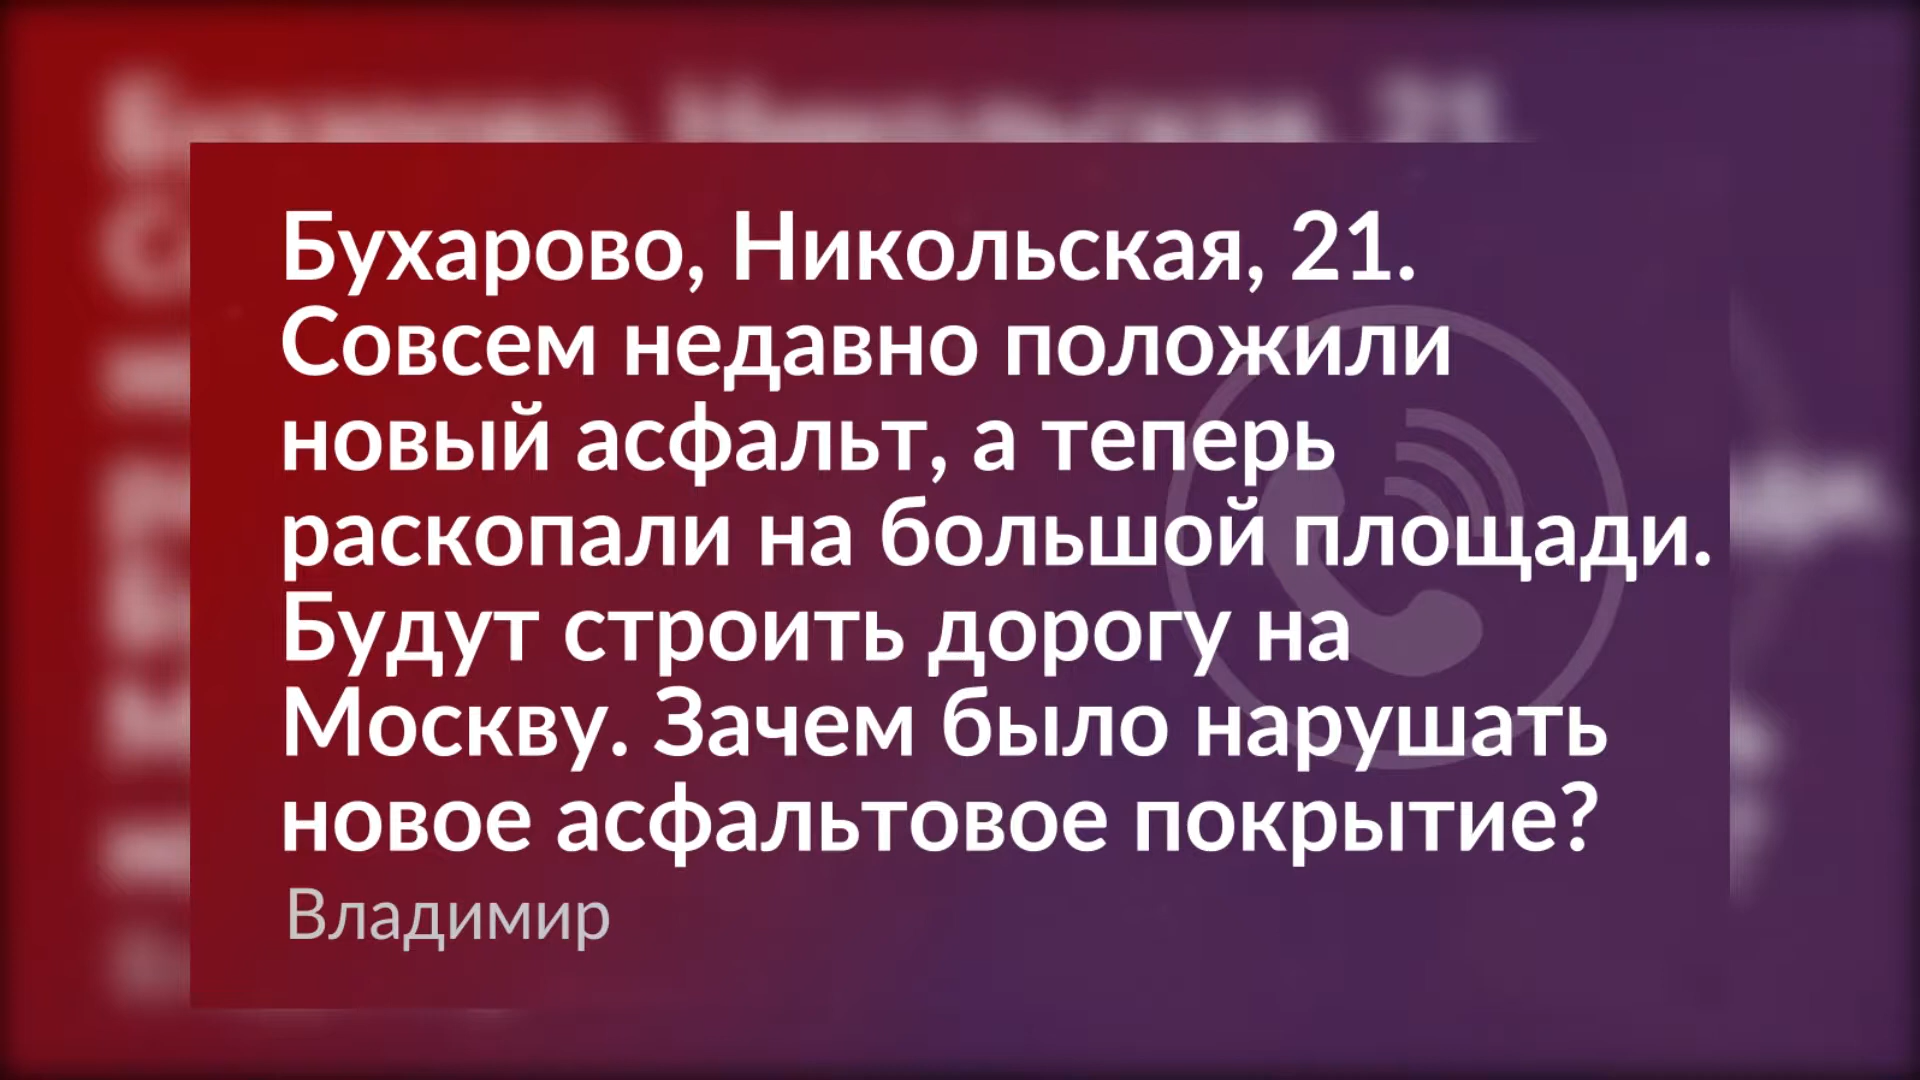 Бухарово, Никольская, 21.
Совсем недавно положили
новый асфальт, а теперь
раскопали на большой площади.
Будут строить дорогу на
Москву. Зачем было нарушать
новое асфальтовое покрытие?
Владимир